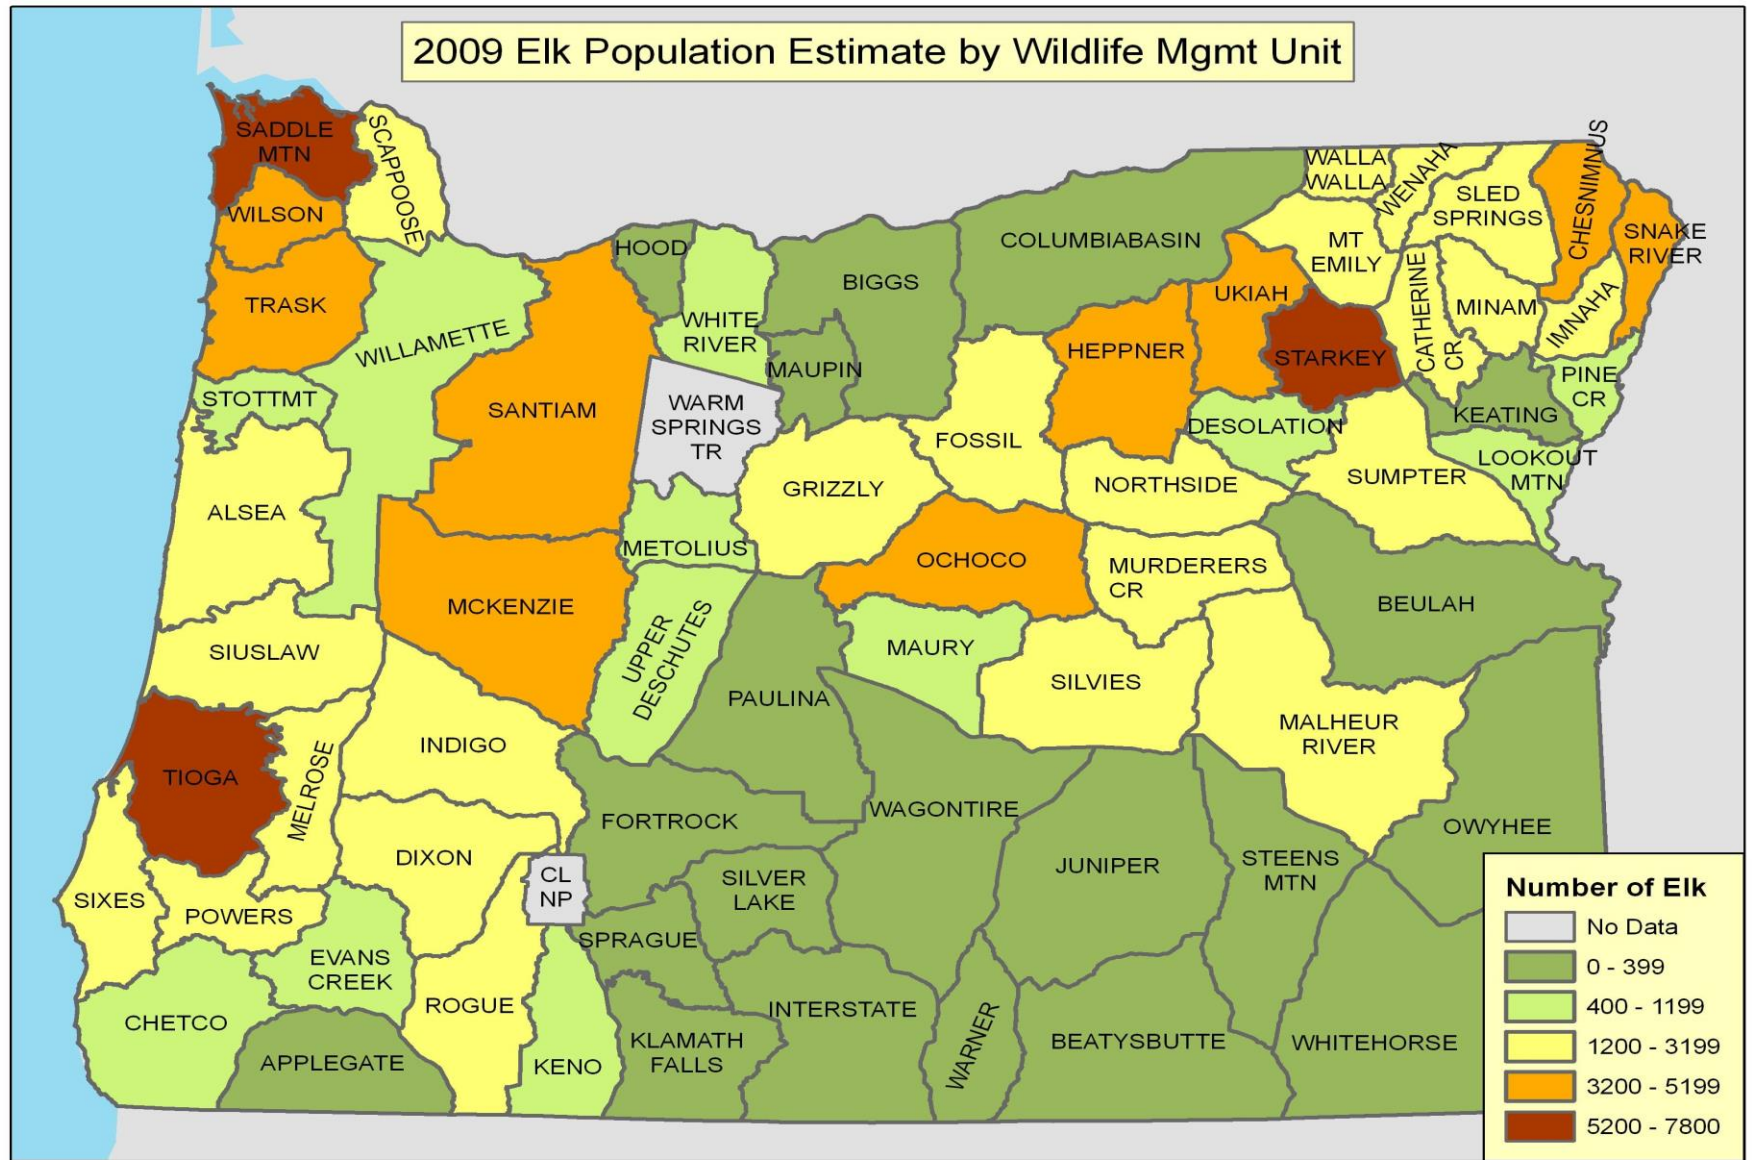 2009 Elk Population Estimate by Wildlife Mgmt Unit
SADDLE
MTN
SCAPPOOSE
WILSON
TRASK
WILLAMETTE
STOTTMT
ALSEA
SIUSLAW
TIOGA
MELROSE
SIXES
POWERS
CHETCO
EVANS
CREEK
APPLEGATE
ROGUE
DIXON
INDIGO
MCKENZIE
SANTIAM
HOOD
WHITE
RIVER
WARM
SPRINGS
TR
METOLIUS
UPPER
DESCHUTES
BIGGS
MAUPIN
COLUMBIABASIN
GRIZZLY
FOSSIL
HEPPNER
UKIAH
STARKEY
WALLA
WALLA
WENAHA
MT
EMILY
SLED
SPRINGS
CHESNIMNUS
SNAKE
RIVER
CATHERINE
CR
MINAM
IMNAHA
PINE
CR
KEATING
LOOKOUT
MTN
DESOLATION
SUMPTER
NORTHSIDE
OCHOCO
MURDERERS
CR
BEULAH
MAURY
SILVIES
MALHEUR
RIVER
PAULINA
FORTROCK
WAGONTIRE
JUNIPER
STEENS
MTN
OWYHEE
CL
NP
SILVER
LAKE
SPRAGUE
KENO
KLAMATH
FALLS
INTERSTATE
WARNER
BEATYSBUTTE
WHITEHORSE
Number of Elk
No Data
0 - 399
400 - 1199
1200 - 3199
3200 - 5199
5200 - 7800